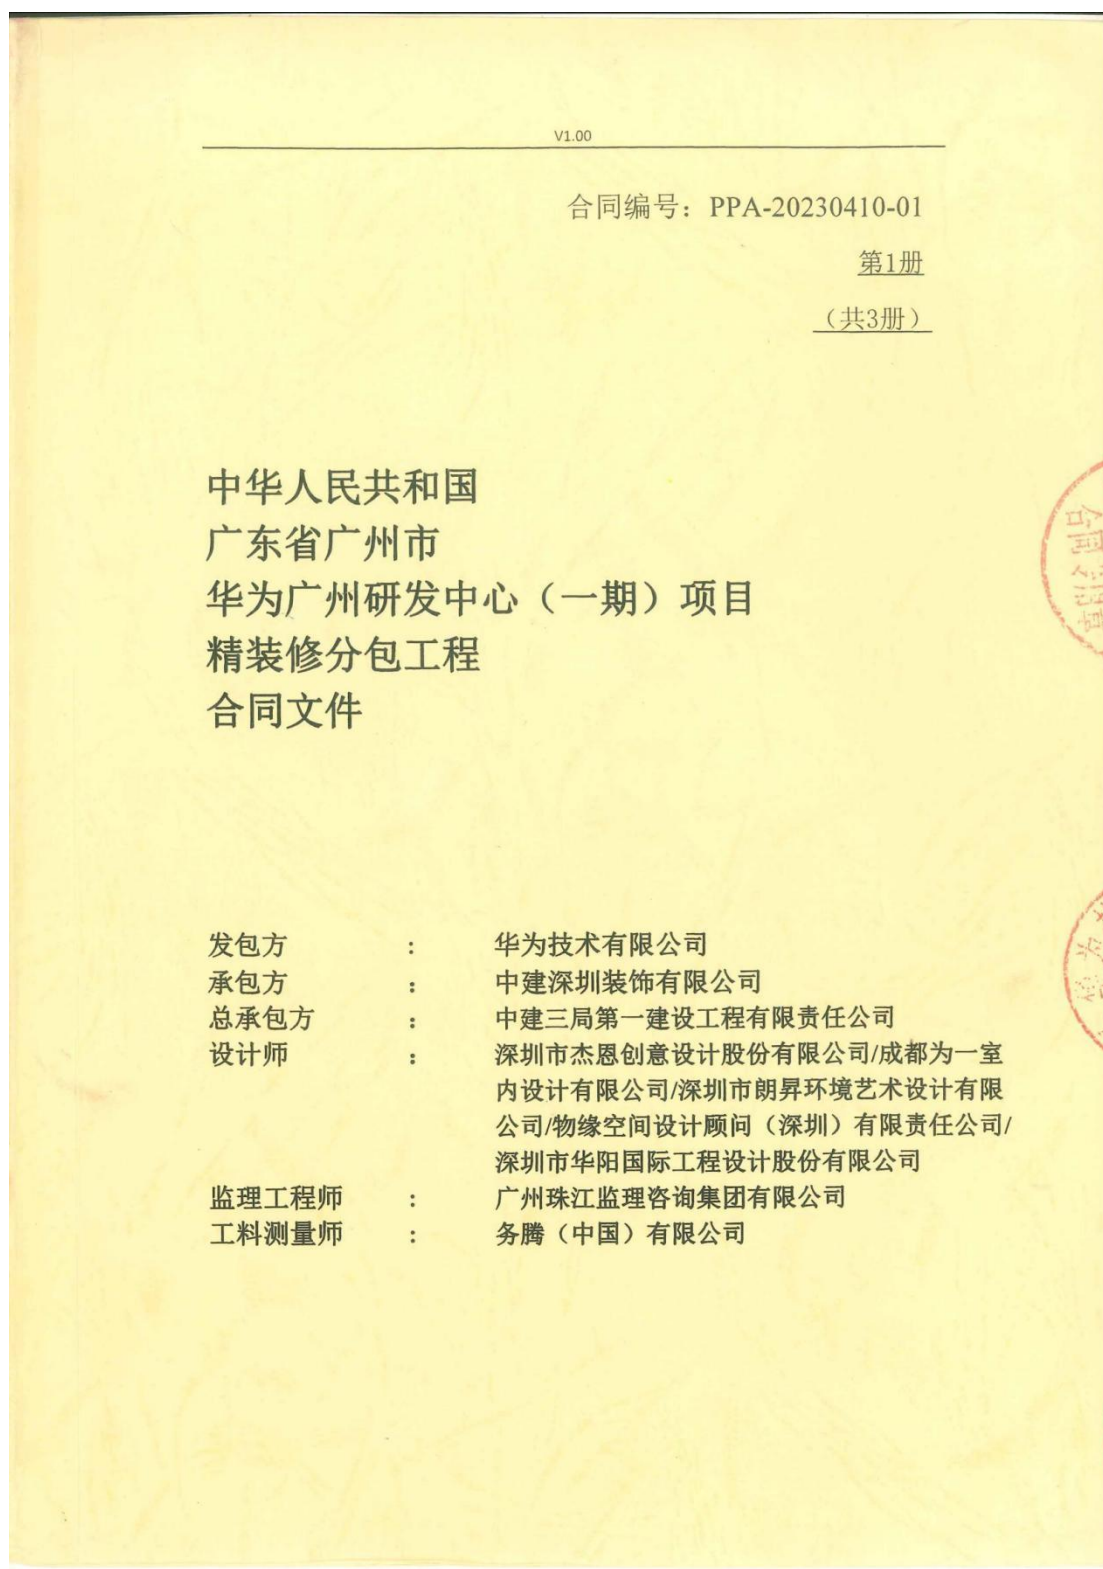 V1.00
合同编号：PPA-20230410-01
第1册
（共3册）
中华人民共和国
广东省广州市
华为广州研发中心（一期）项目
精装修分包工程
合同文件
发包方 ： 华为技术有限公司
承包方 ： 中建深圳装饰有限公司
总承包方 ： 中建三局第一建设工程有限责任公司
设计师 ： 深圳市杰恩创意设计股份有限公司/成都为一室
内设计有限公司/深圳市朗昇环境艺术设计有限
公司/物缘空间设计顾问（深圳）有限责任公司/
深圳市华阳国际工程设计股份有限公司
监理工程师 ： 广州珠江监理咨询集团有限公司
工料测量师 ： 务腾（中国）有限公司